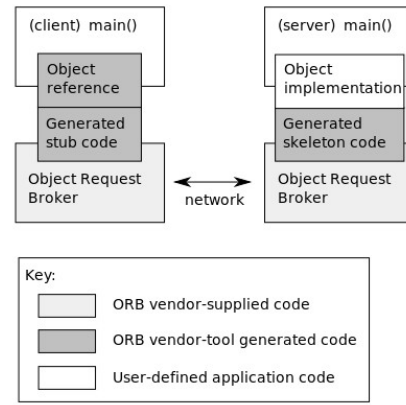 (client) main()
Object
reference
Generated
stub code
Object Request
Broker
network
(server) main()
Object
implementation
Generated
skeleton code
Object Request
Broker
Key:
ORB vendor-supplied code
ORB vendor-tool generated code
User-defined application code